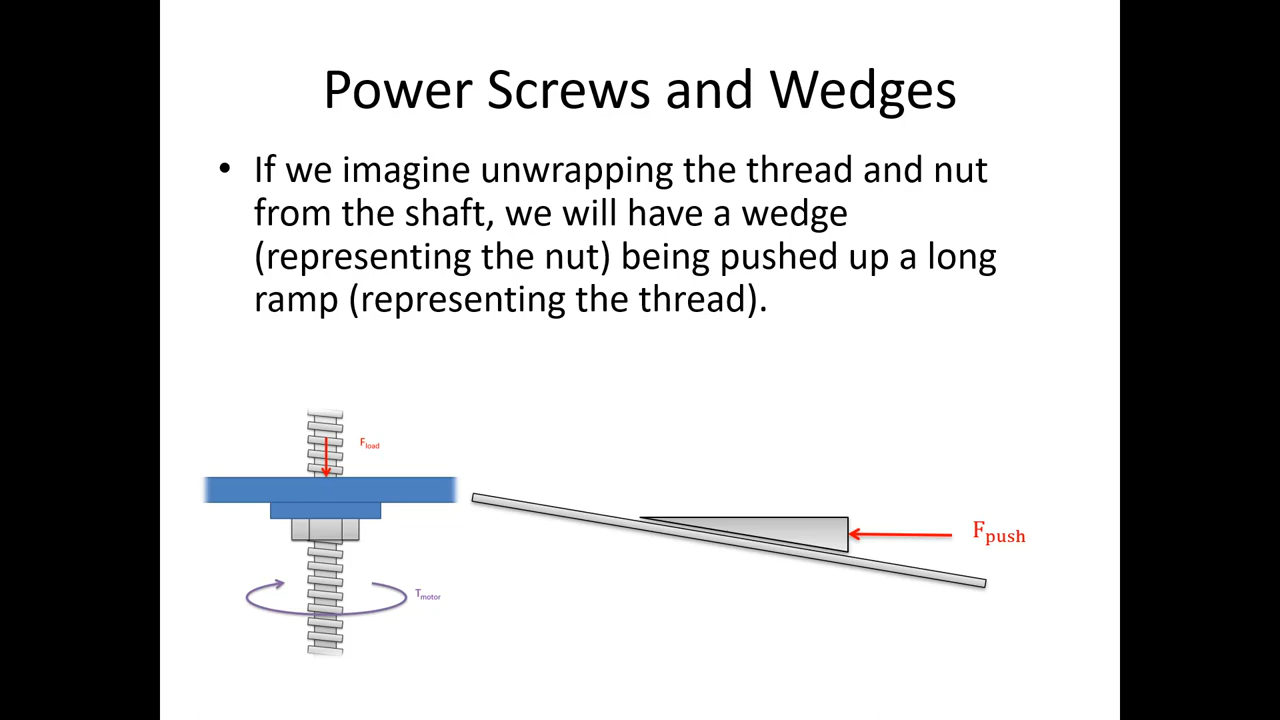 Power Screws and Wedges
• If we imagine unwrapping the thread and nut
from the shaft, we will have a wedge
(representing the nut) being pushed up a long
ramp (representing the thread).
Fload
Fpush
Tmotor